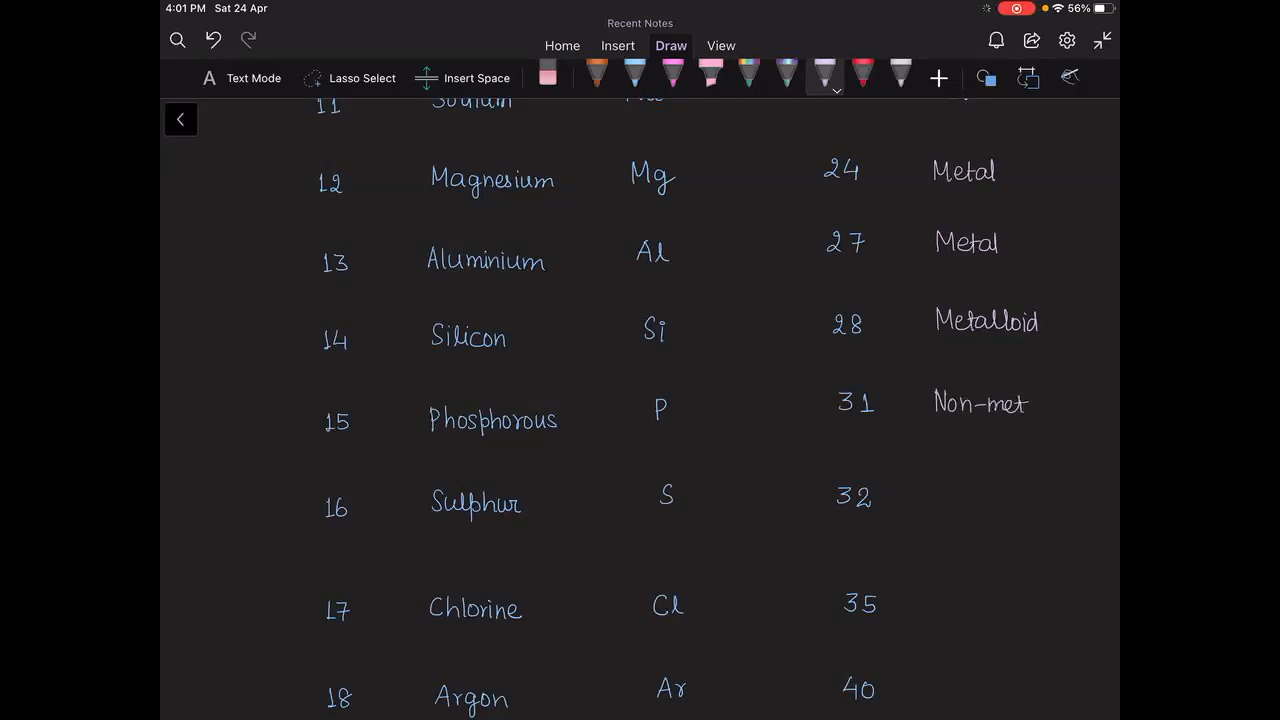 4:01 PM Sat 24 Apr 56%
Recent Notes
Home Insert Draw View
Text Mode Lasso Select Insert Space
11 Sodium
12 Magnesium Mg 24 Metal
13 Aluminium Al 27 Metal
14 Silicon Si 28 Metalloid
15 Phosphorous P 31 Non-met
16 Sulphur S 32
17 Chlorine Cl 35
18 Argon Ar 40